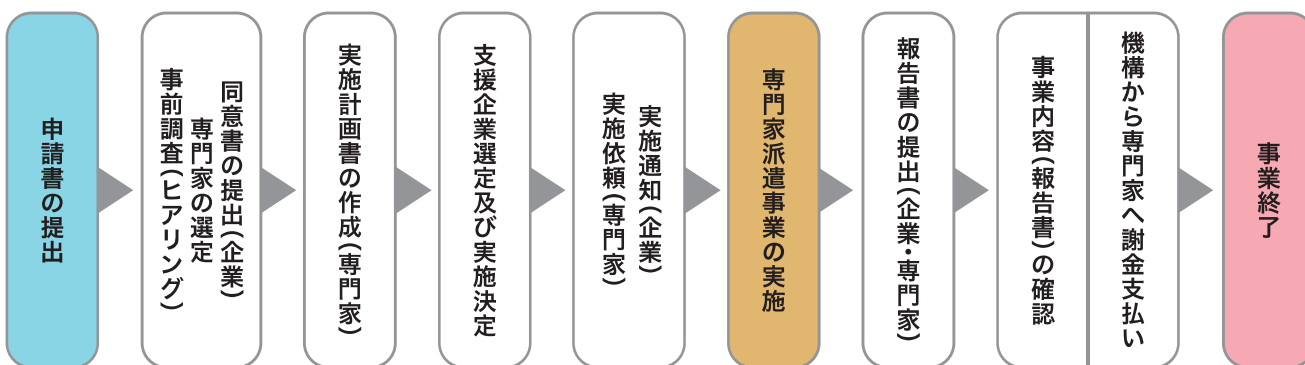 申請書の提出
同意書の提出(企業)
専門家の選定
事前調査(ヒアリング)
実施計画書の作成(専門家)
支援企業選定及び実施決定
実施通知(企業)
実施依頼(専門家)
専門家派遣事業の実施
報告書の提出(企業・専門家)
事業内容(報告書)の確認
機構から専門家へ謝金支払い
事業終了